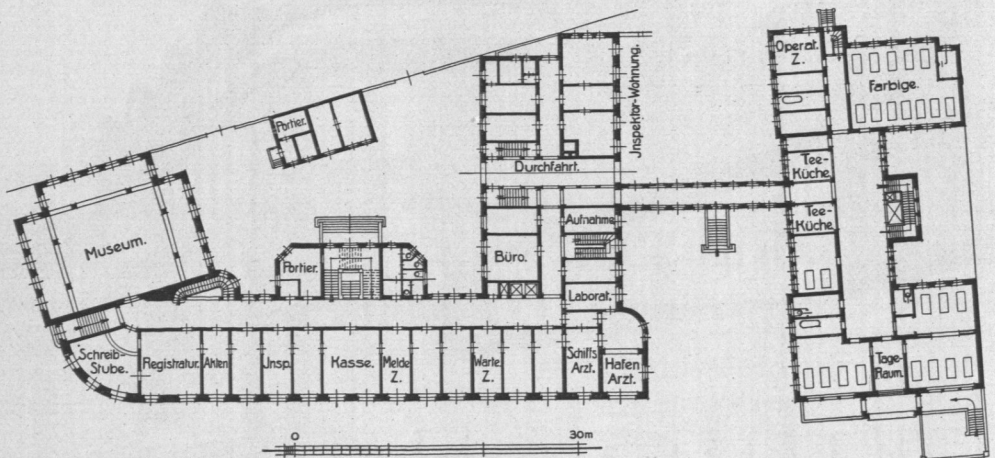 Operat.
Z.
Farbige.
Jnspektor-Wohnung.
Portier.
Durchfahrt.
Tee-
Küche.
Tee-
Küche
Aufnahme
Museum.
Portier.
Büro.
Laborat.
Schreib-
Stube.
Registratur.
Akten
Jnsp.
Kasse.
Melde
Z.
Warte
Z.
Schiffs
Arzt.
Hafen
Arzt.
Tage-
Raum.
0
30m